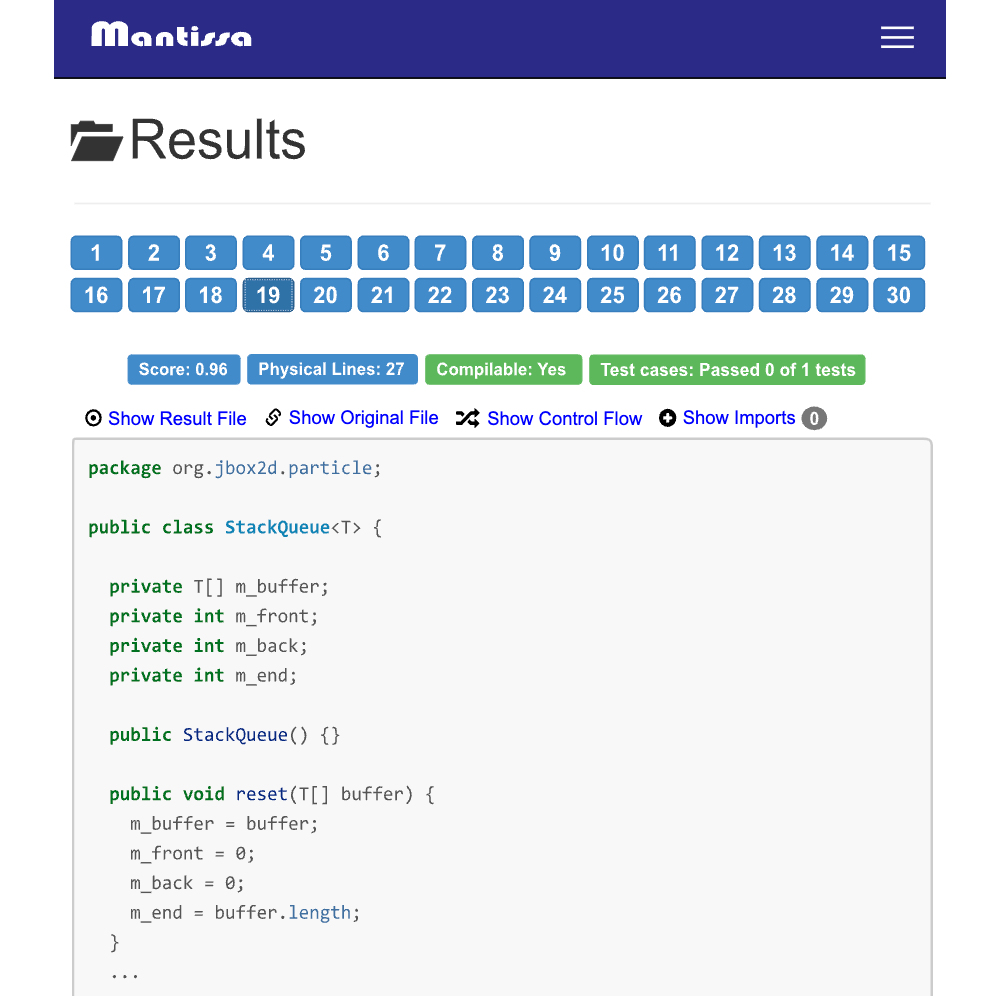 Mantissa
Results
1 2 3 4 5 6 7 8 9 10 11 12 13 14 15
16 17 18 19 20 21 22 23 24 25 26 27 28 29 30
Score: 0.96 Physical Lines: 27 Compilable: Yes Test cases: Passed 0 of 1 tests
Show Result File Show Original File Show Control Flow Show Imports 0
package org.jbox2d.particle;
public class StackQueue<T> {
private T[] m_buffer;
private int m_front;
private int m_back;
private int m_end;
public StackQueue() {}
public void reset(T[] buffer) {
m_buffer = buffer;
m_front = 0;
m_back = 0;
m_end = buffer.length;
}
...